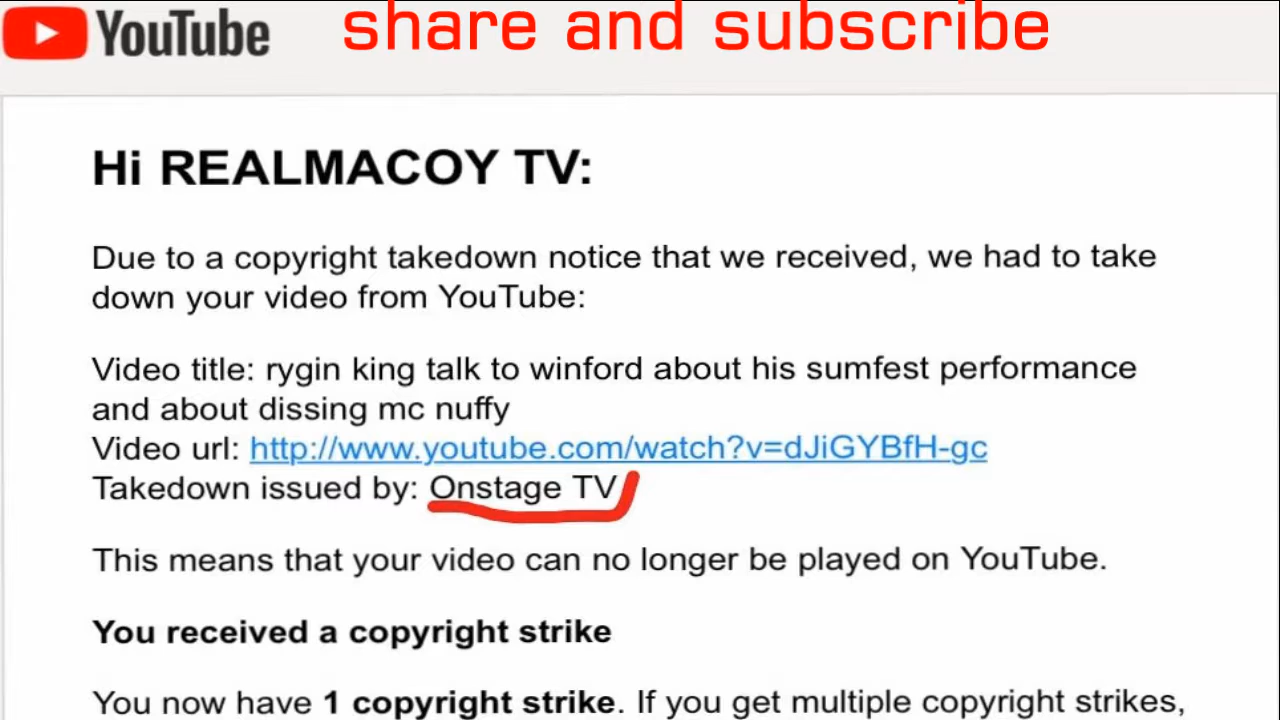 YouTube share and subscribe
Hi REALMACOY TV:
Due to a copyright takedown notice that we received, we had to take
down your video from YouTube:
Video title: rygin king talk to winford about his sumfest performance
and about dissing mc nuffy
Video url: http://www.youtube.com/watch?v=dJiGYBfH-gc
Takedown issued by: Onstage TV
This means that your video can no longer be played on YouTube.
You received a copyright strike
You now have 1 copyright strike. If you get multiple copyright strikes,